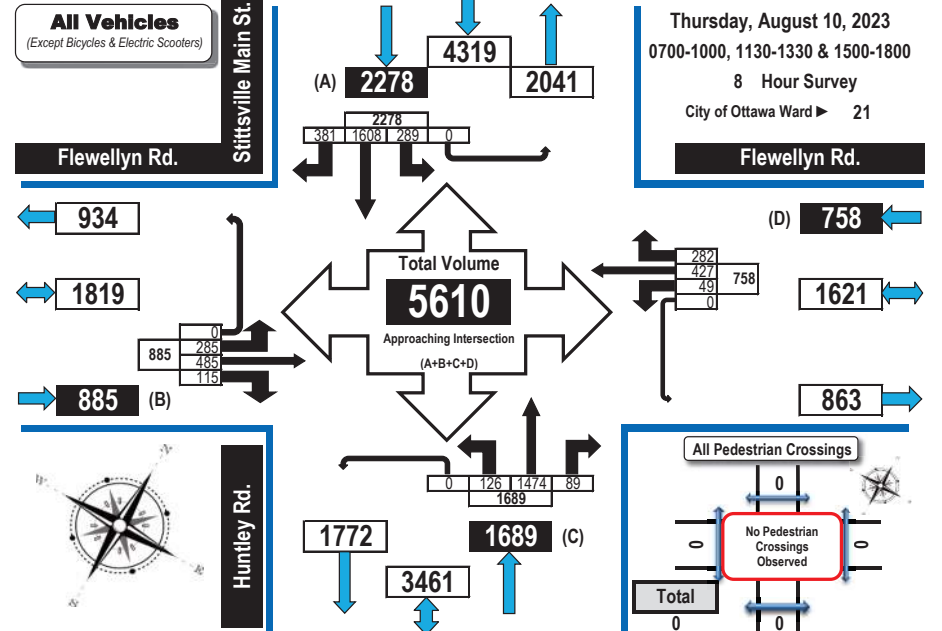 All Vehicles
(Except Bicycles & Electric Scooters)
Stittsville Main St.
Flewellyn Rd.
4319
(A) 2278
2041
2278
381 1608 289 0
Thursday, August 10, 2023
0700-1000, 1130-1330 & 1500-1800
8 Hour Survey
City of Ottawa Ward ► 21
Flewellyn Rd.
934
1819
885
0
285
485
115
885 (B)
Total Volume
5610
Approaching Intersection
(A+B+C+D)
(D) 758
282
427
49
0
758
1621
863
N
W
E
S
Huntley Rd.
0 126 1474 89
1689
1772
1689 (C)
3461
All Pedestrian Crossings
0
0
No Pedestrian
Crossings
Observed
0
Total
0
0